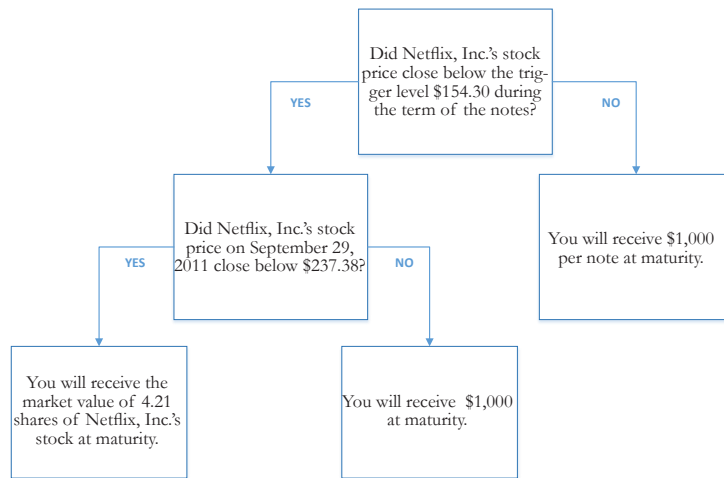 Did Netflix, Inc.'s stock
price close below the trig-
ger level $154.30 during
the term of the notes?
YES
NO
Did Netflix, Inc.'s stock
price on September 29,
2011 close below $237.38?
You will receive $1,000
per note at maturity.
YES
NO
You will receive the
market value of 4.21
shares of Netflix, Inc.'s
stock at maturity.
You will receive $1,000
at maturity.